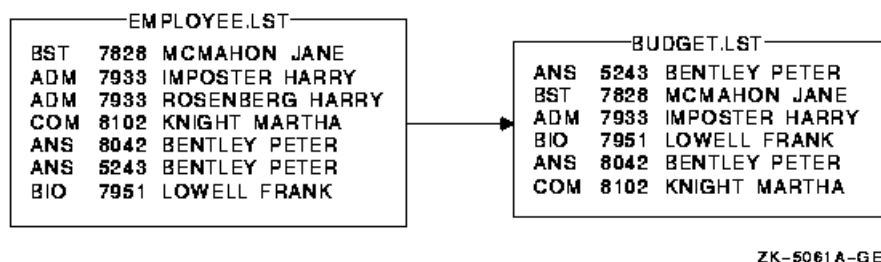 EMPLOYEE.LST
BST 7828 MCMAHON JANE
ADM 7933 IMPOSTER HARRY
ADM 7933 ROSENBERG HARRY
COM 8102 KNIGHT MARTHA
ANS 8042 BENTLEY PETER
ANS 5243 BENTLEY PETER
BIO 7951 LOWELL FRANK
BUDGET.LST
ANS 5243 BENTLEY PETER
BST 7828 MCMAHON JANE
ADM 7933 IMPOSTER HARRY
BIO 7951 LOWELL FRANK
ANS 8042 BENTLEY PETER
COM 8102 KNIGHT MARTHA
ZK-5061A-GE